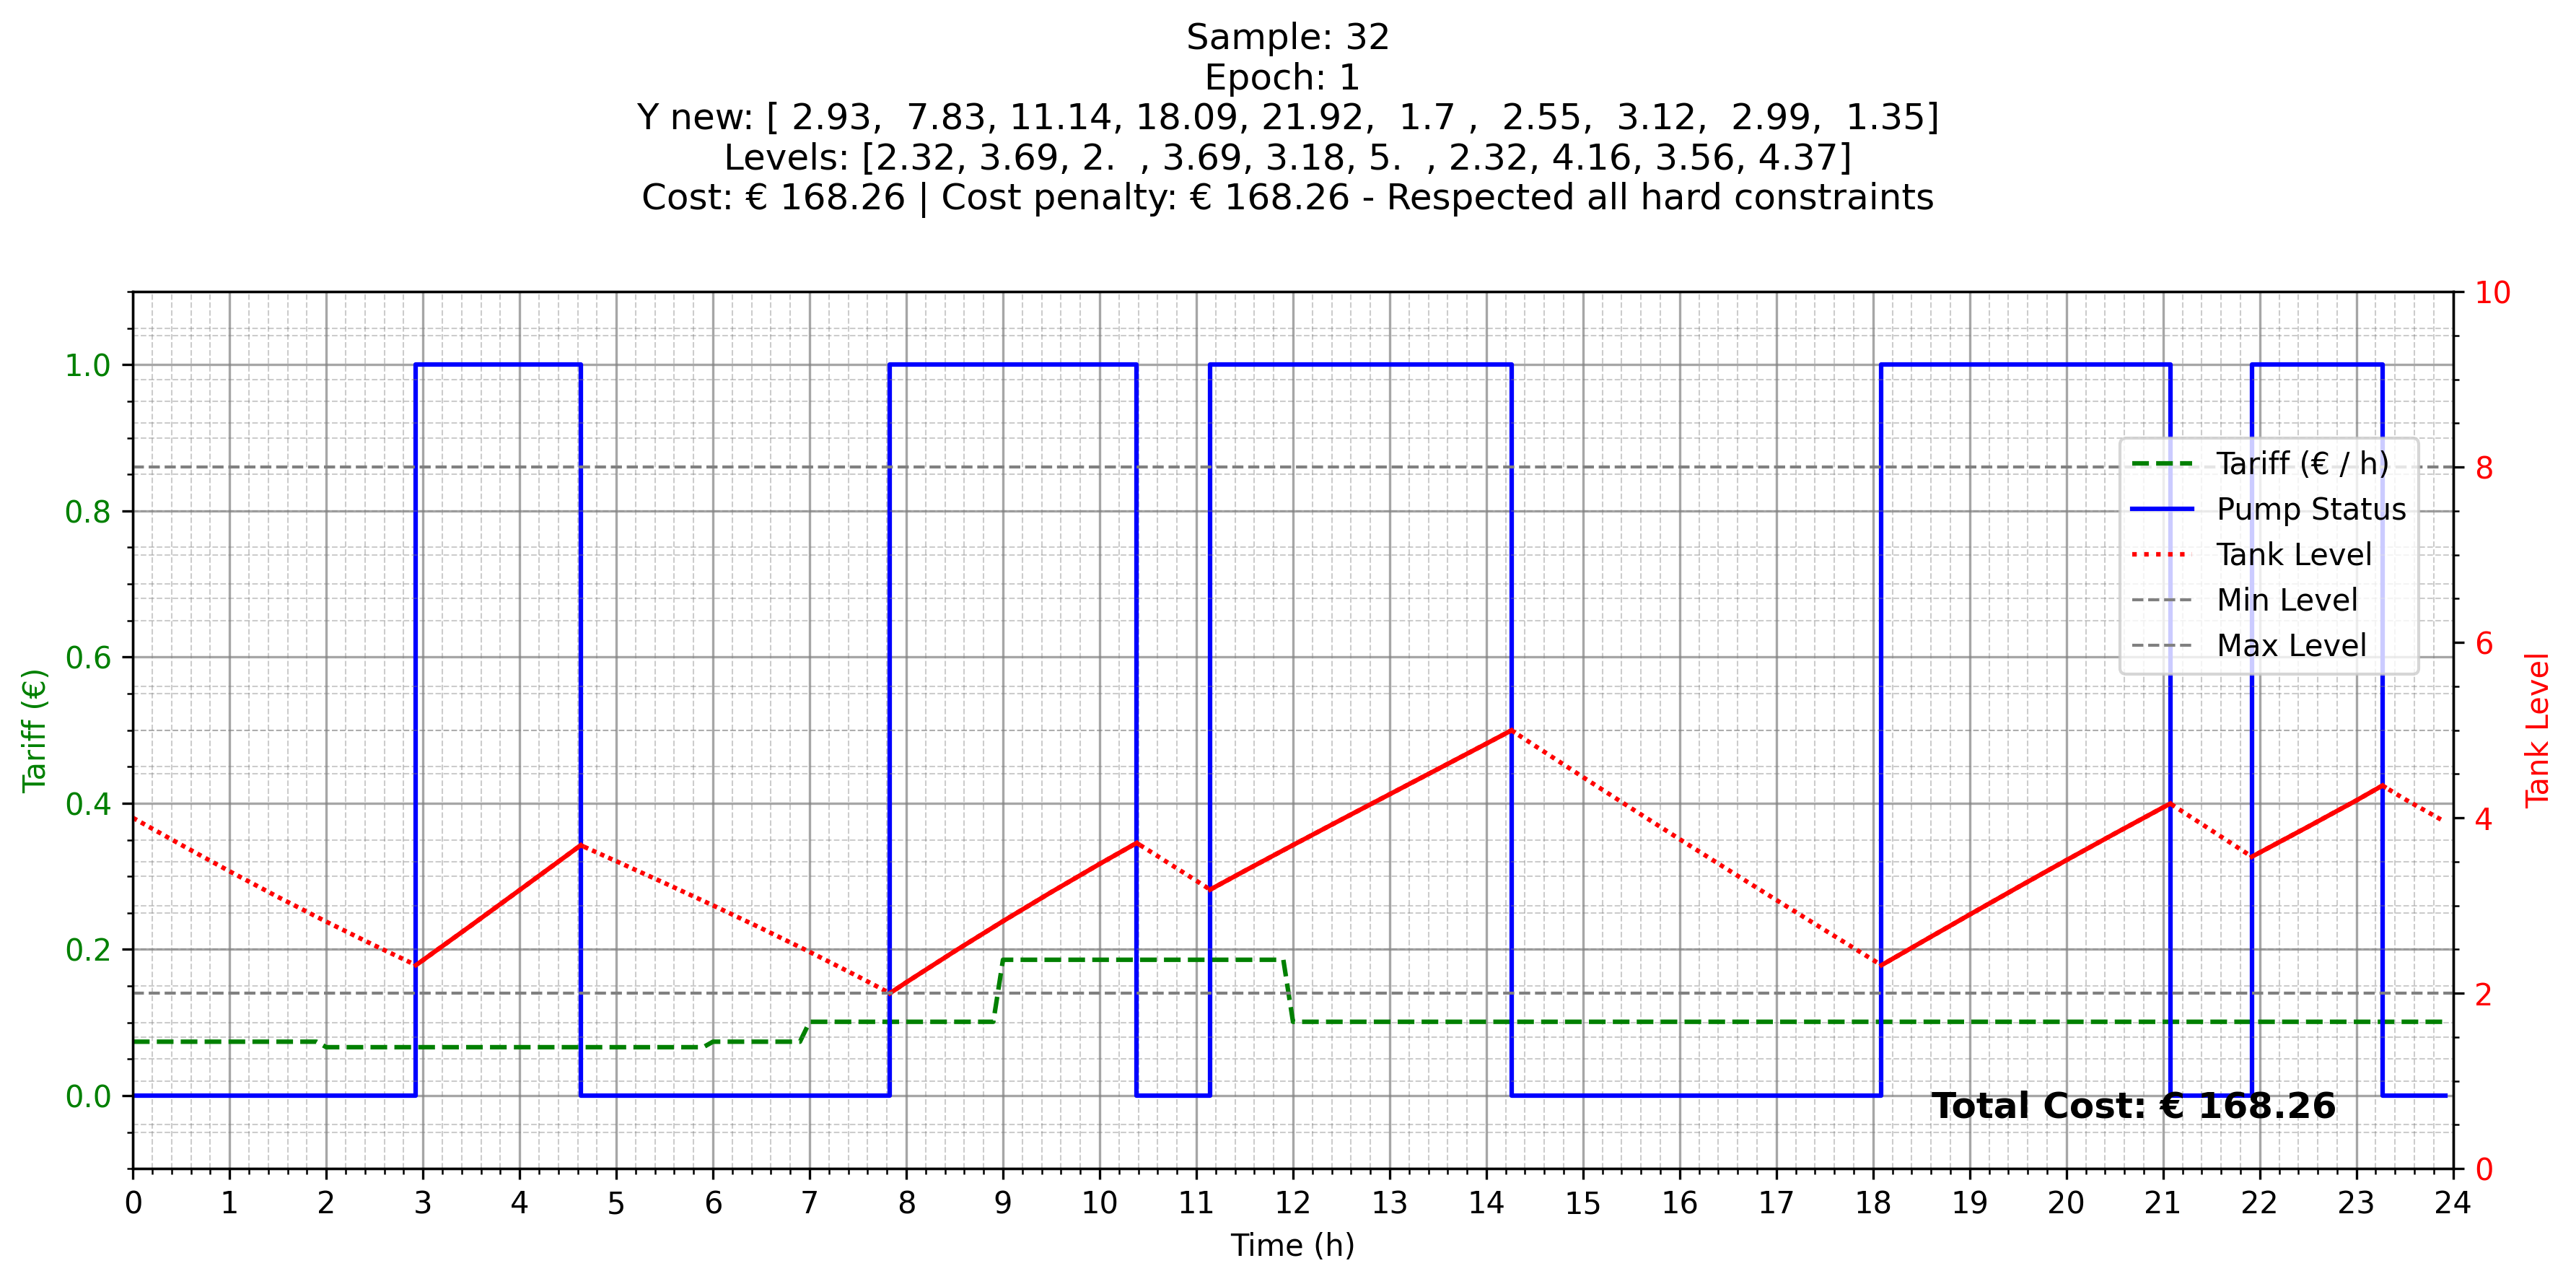 Sample: 32
Epoch: 1
Y new: [ 2.93,  7.83, 11.14, 18.09, 21.92,  1.7 ,  2.55,  3.12,  2.99,  1.35]
Levels: [2.32, 3.69, 2.  , 3.69, 3.18, 5.  , 2.32, 4.16, 3.56, 4.37]
Cost: € 168.26 | Cost penalty: € 168.26 - Respected all hard constraints
10
1.0
8
0.8
6
0.6
4
0.4
2
0.2
0.0
0
Tariff (€)
Tank Level
Tariff (€ / h)
Pump Status
Tank Level
Min Level
Max Level
Total Cost: € 168.26
0 1 2 3 4 5 6 7 8 9 10 11 12 13 14 15 16 17 18 19 20 21 22 23 24
Time (h)